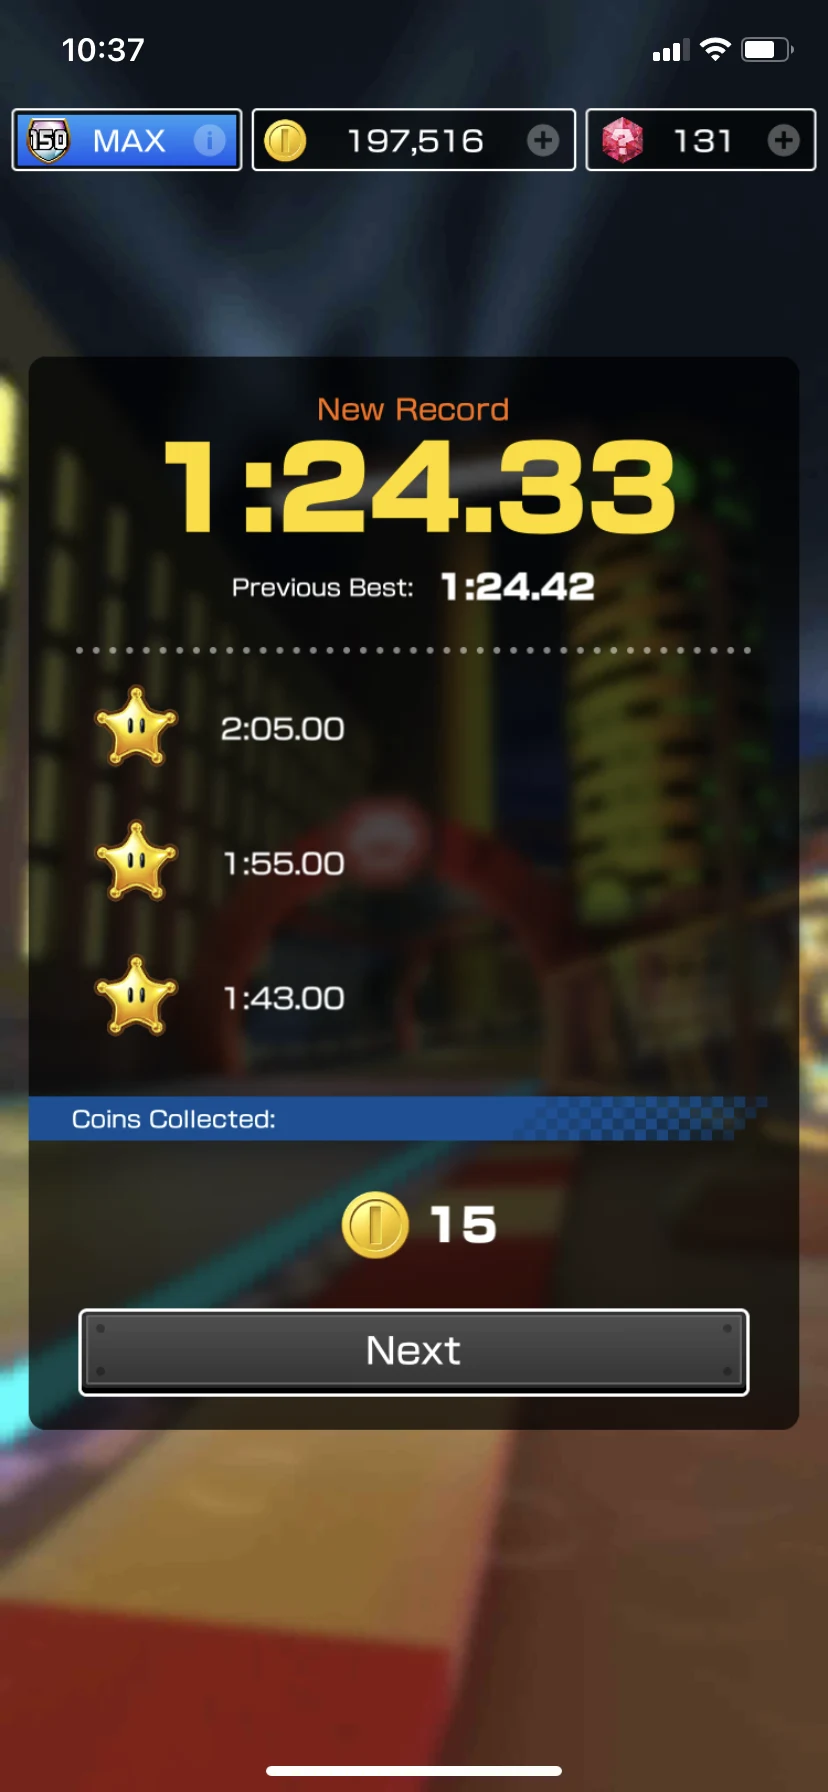 10:37
150 MAX i 197,516 + ? 131 +
New Record
1:24.33
Previous Best: 1:24.42
2:05.00
1:55.00
1:43.00
Coins Collected:
15
Next